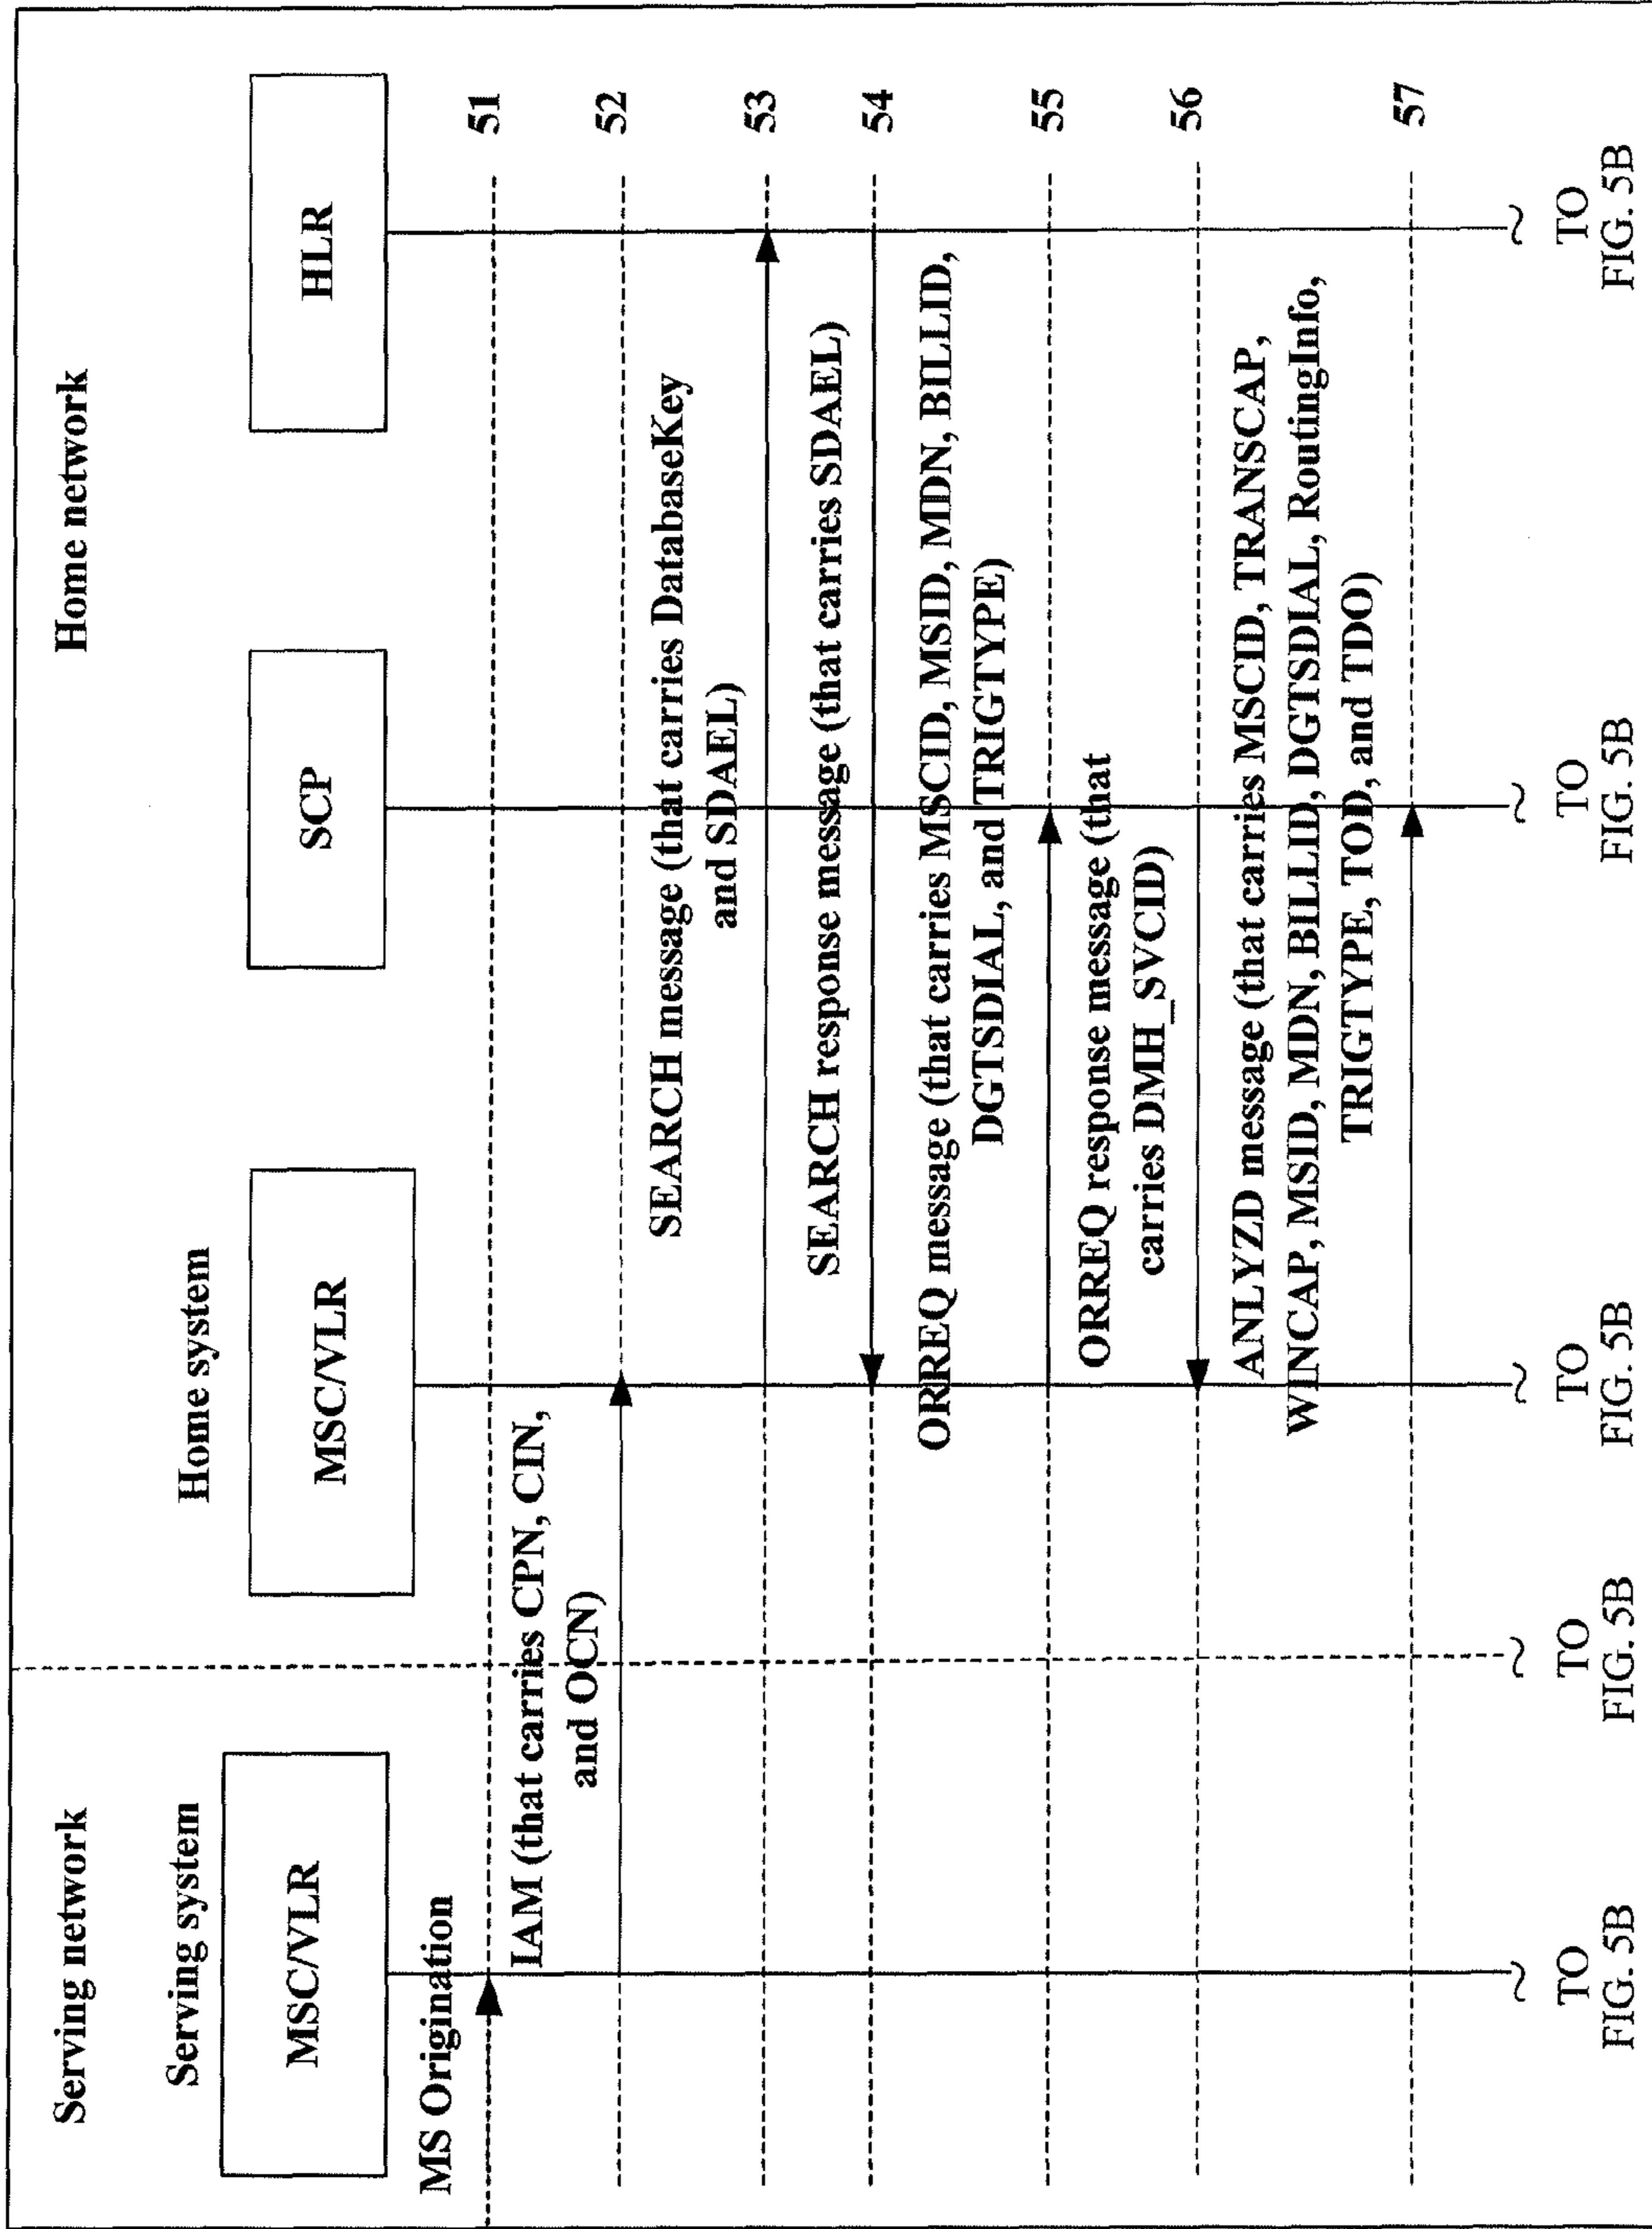 Serving network
Home network
Serving system
Home system
MSC/VLR
MSC/VLR
SCP
HLR
MS Origination
51
IAM (that carries CPN, CIN,
and OCN)
52
SEARCH message (that carries DatabaseKey
and SDAEL)
53
SEARCH response message (that carries SDAEL)
54
ORREQ message (that carries MSCID, MSID, MDN, BILLID,
DGTSDIAL, and TRIGTYPE)
55
ORREQ response message (that
carries DMH_SVCID)
56
ANLYZD message (that carries MSCID, TRANSCAP,
WINCAP, MSID, MDN, BILLID, DGTSDIAL, RoutingInfo,
TRIGTYPE, TOD, and TDO)
57
TO
FIG. 5B
TO
FIG. 5B
TO
FIG. 5B
TO
FIG. 5B
TO
FIG. 5B